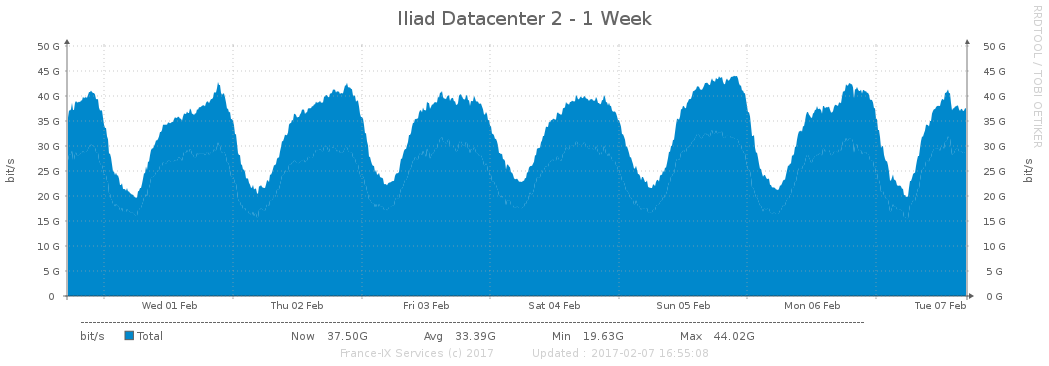 Iliad Datacenter 2 - 1 Week
RRDTOOL / TOBI OETIKER
50 G 50 G
45 G 45 G
40 G 40 G
35 G 35 G
30 G 30 G
25 G 25 G
20 G 20 G
15 G 15 G
10 G 10 G
5 G 5 G
0 0 G
bit/s bit/s
Wed 01 Feb Thu 02 Feb Fri 03 Feb Sat 04 Feb Sun 05 Feb Mon 06 Feb Tue 07 Feb
bit/s Total Now 37.50G Avg 33.39G Min 19.63G Max 44.02G
France-IX Services (c) 2017 Updated : 2017-02-07 16:55:08